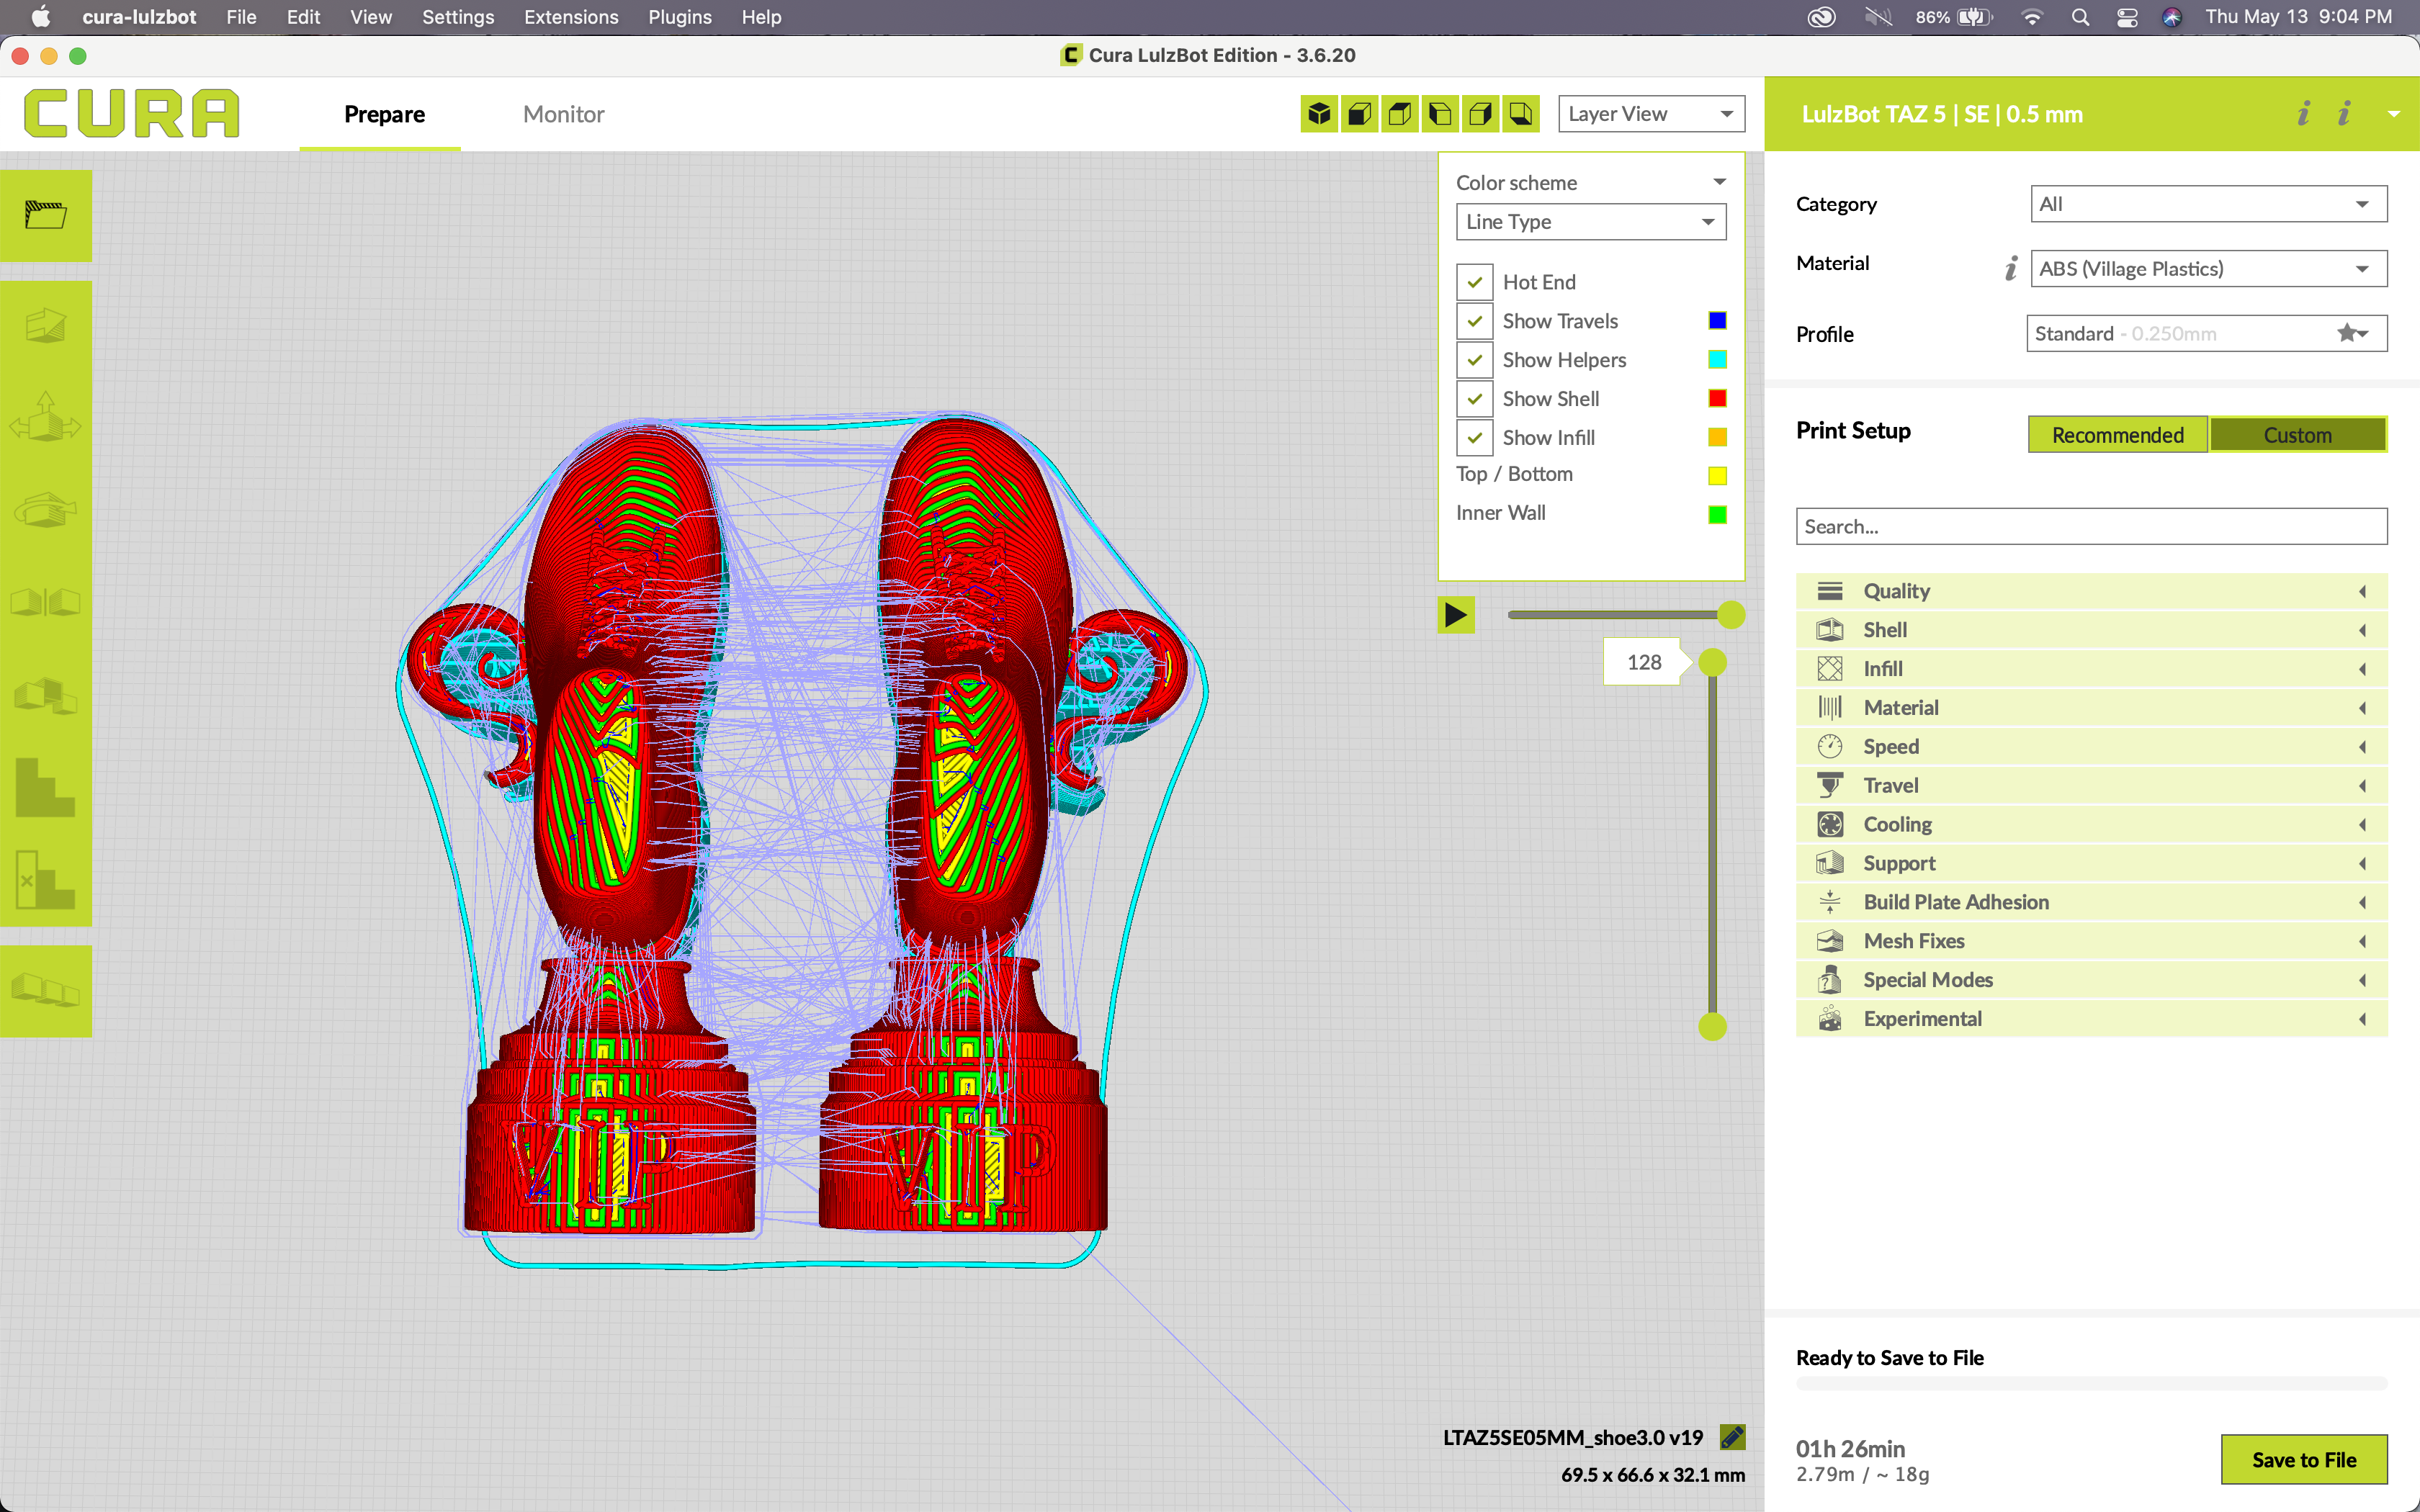 cura-lulzbot File Edit View Settings Extensions Plugins Help 86% Thu May 13 9:04 PM
Cura LulzBot Edition - 3.6.20
CURA Prepare Monitor Layer View LulzBot TAZ 5 | SE | 0.5 mm
Color scheme
Line Type
Hot End
Show Travels
Show Helpers
Show Shell
Show Infill
Top / Bottom
Inner Wall
128
VIP VIP
LTAZ5SE05MM_shoe3.0 v19
69.5 x 66.6 x 32.1 mm
Category All
Material ABS (Village Plastics)
Profile Standard - 0.250mm
Print Setup Recommended Custom
Search...
Quality
Shell
Infill
Material
Speed
Travel
Cooling
Support
Build Plate Adhesion
Mesh Fixes
Special Modes
Experimental
Ready to Save to File
01h 26min
2.79m / ~ 18g
Save to File